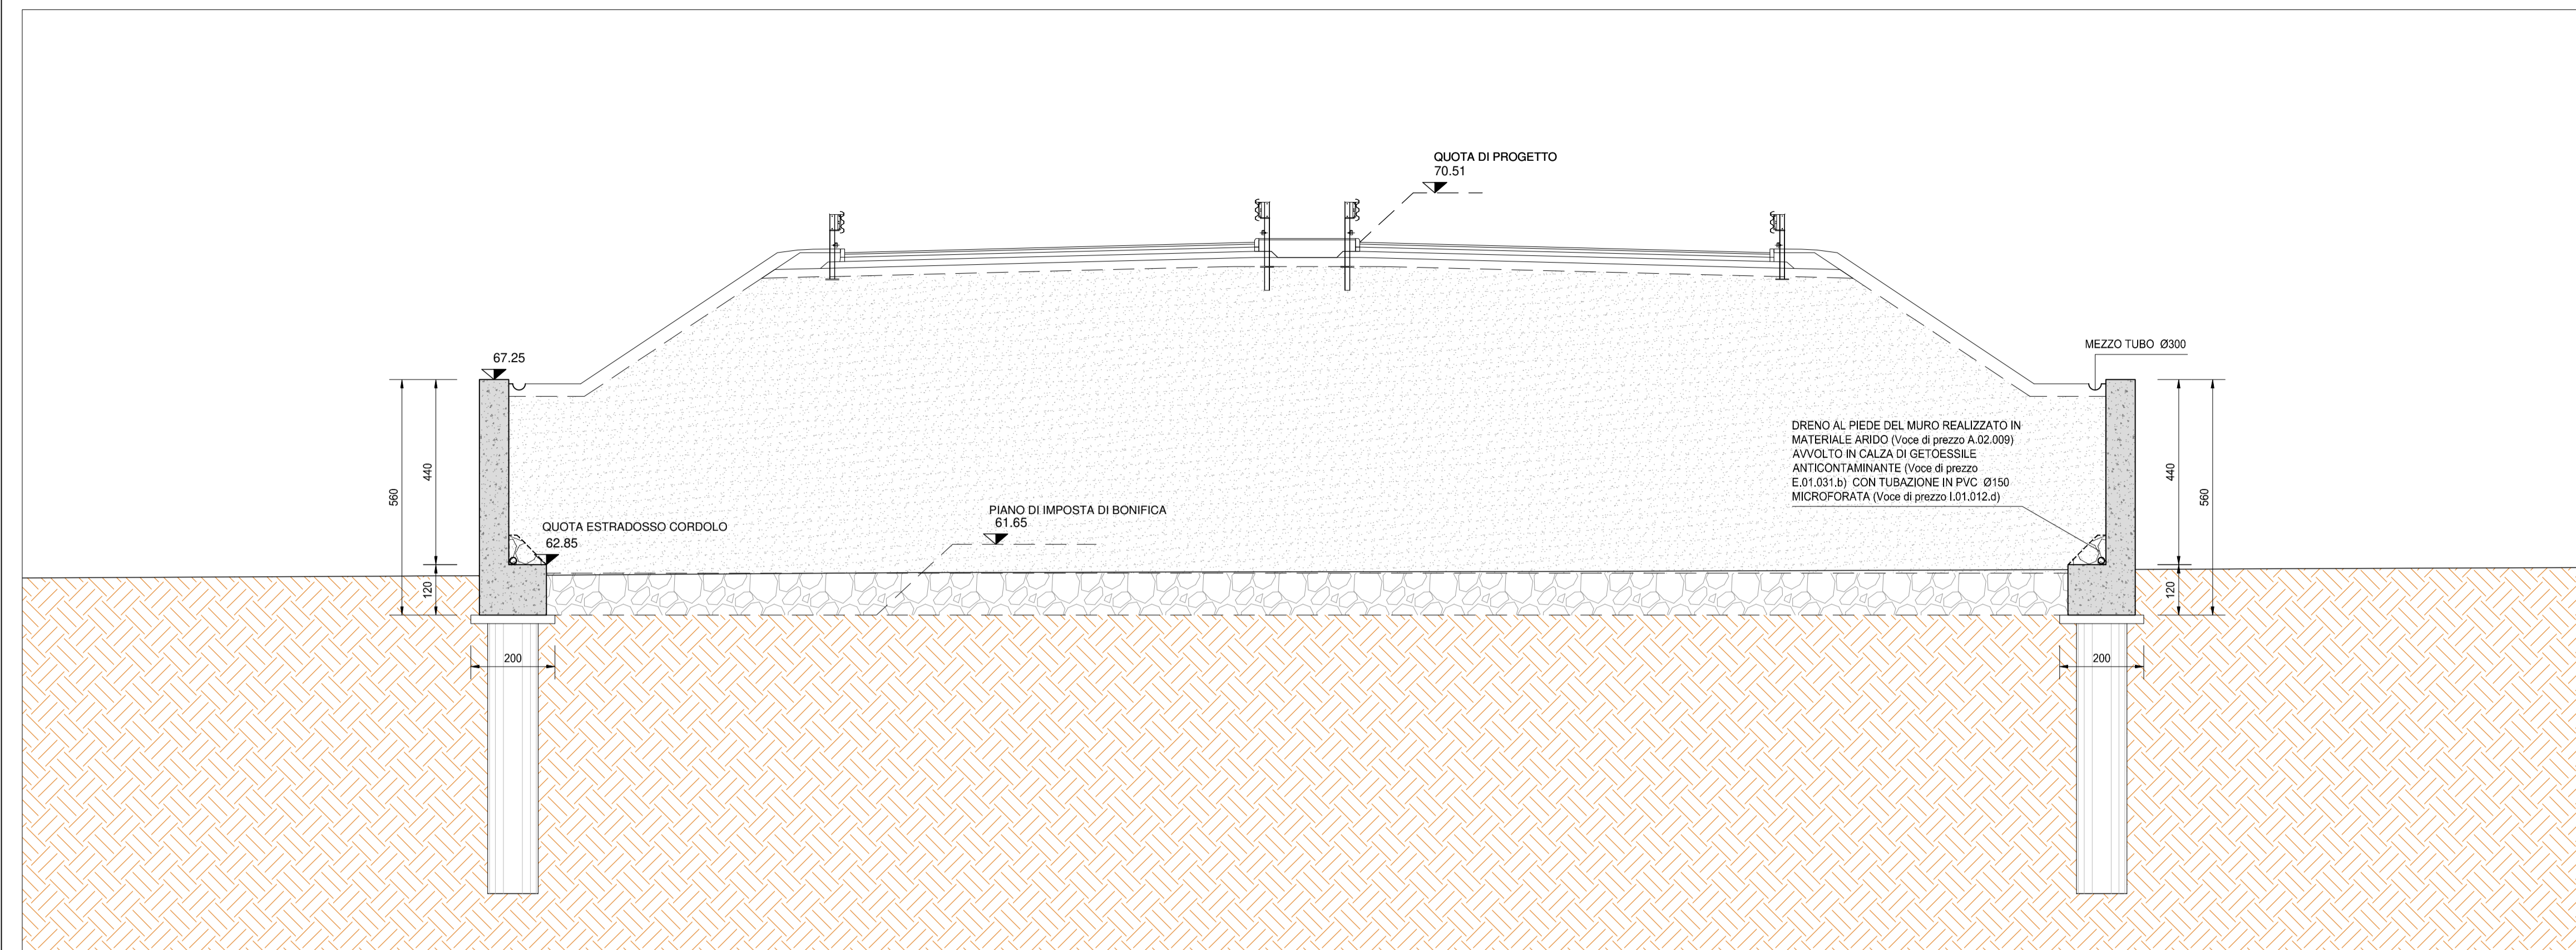 QUOTA DI PROGETTO
70.51
67.25
MEZZO TUBO Ø300
DRENO AL PIEDE DEL MURO REALIZZATO IN
MATERIALE ARIDO (Voce di prezzo A.02.009)
AVVOLTO IN CALZA DI GETOESSILE
ANTICONTAMINANTE (Voce di prezzo
E.01.031.b) CON TUBAZIONE IN PVC Ø150
MICROFORATA (Voce di prezzo I.01.012.d)
560
440
120
QUOTA ESTRADOSSO CORDOLO
62.85
PIANO DI IMPOSTA DI BONIFICA
61.65
440
560
120
200
200